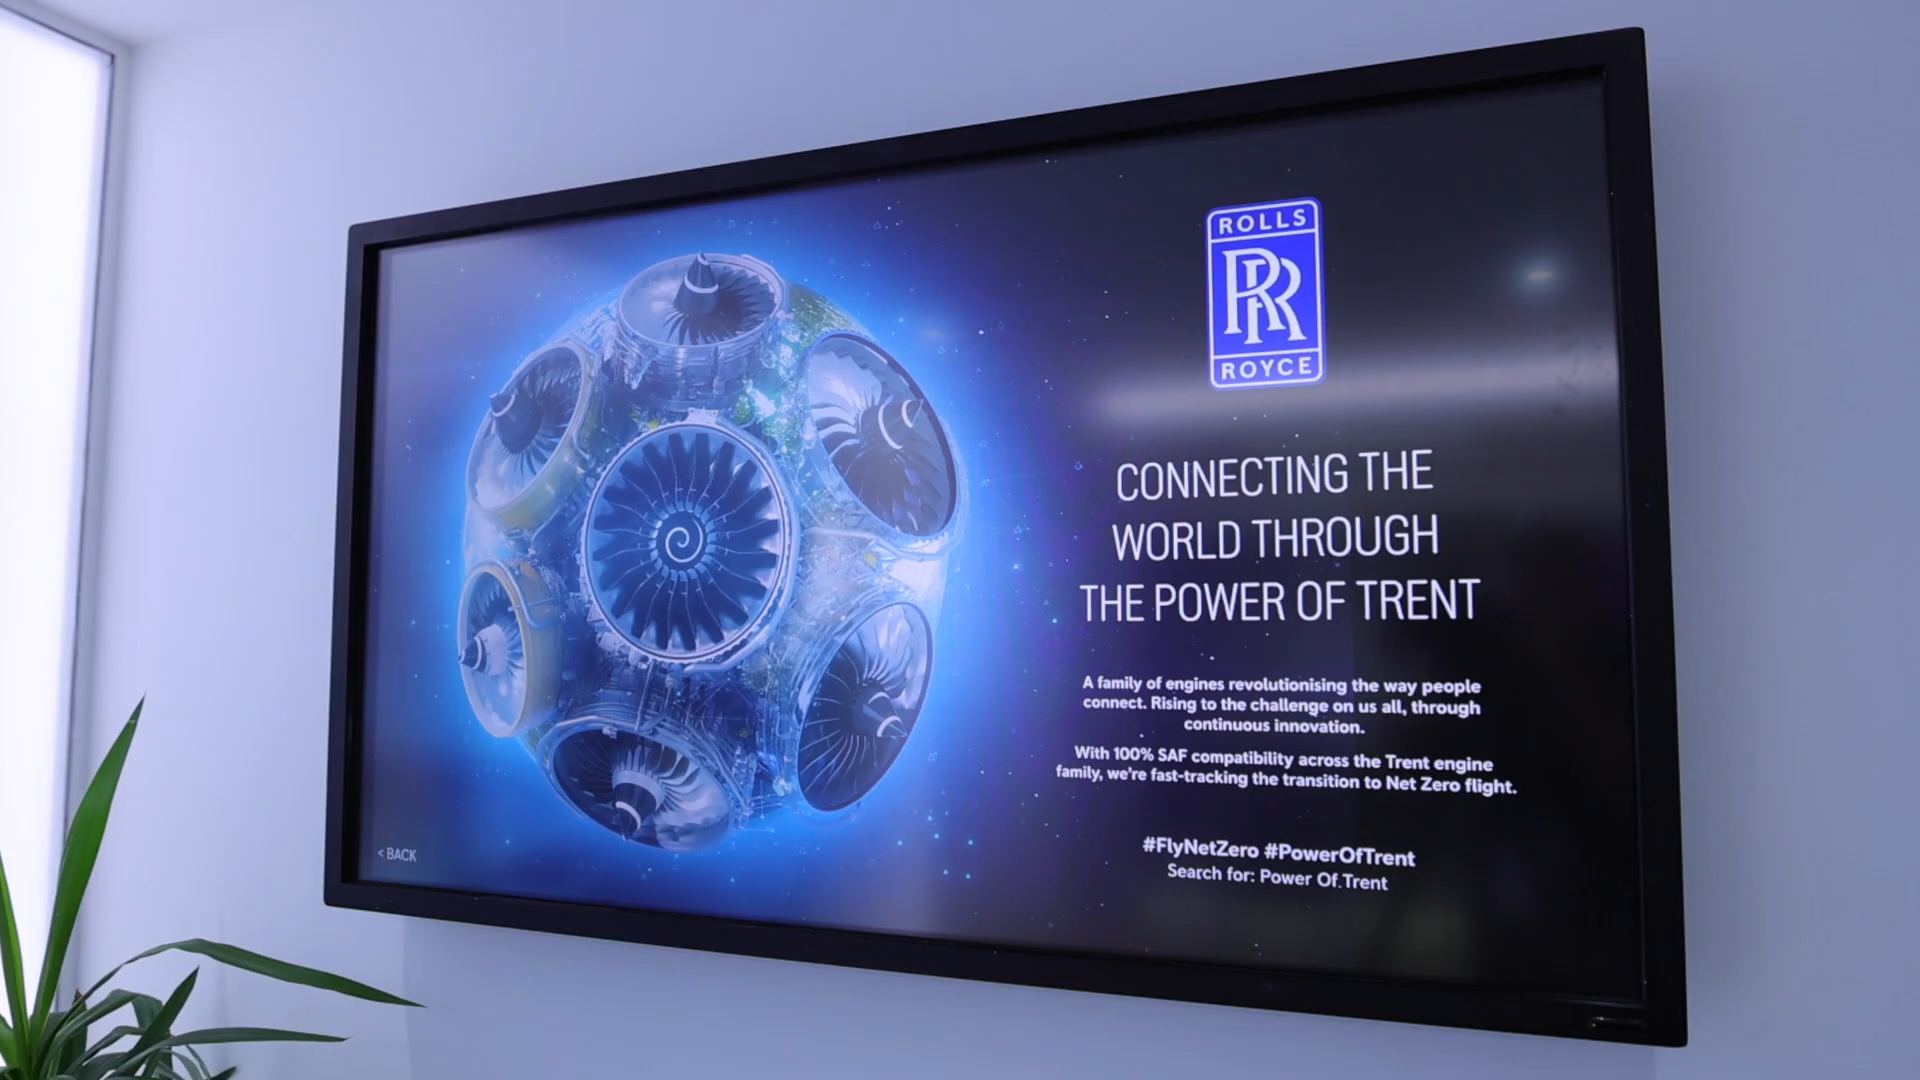 ROLLS
RR
ROYCE
CONNECTING THE
WORLD THROUGH
THE POWER OF TRENT
A family of engines revolutionising the way people
connect. Rising to the challenge on us all, through
continuous innovation.
With 100% SAF compatibility across the Trent engine
family, we're fast-tracking the transition to Net Zero flight.
#FlyNetZero #PowerOfTrent
Search for: Power Of Trent
< BACK